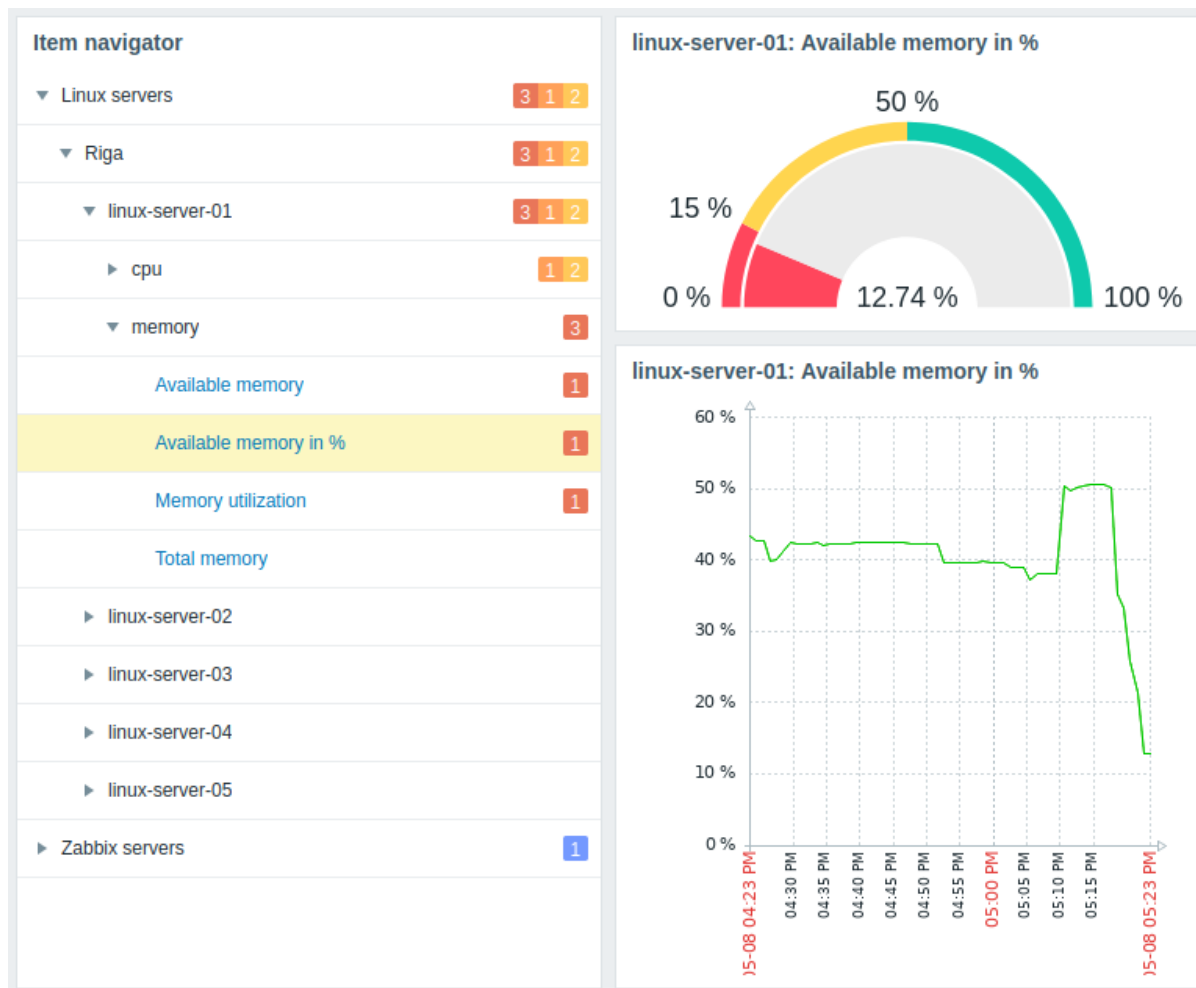 Item navigator
Linux servers 3 1 2
Riga 3 1 2
linux-server-01 3 1 2
cpu 1 2
memory 3
Available memory 1
Available memory in % 1
Memory utilization 1
Total memory
linux-server-02
linux-server-03
linux-server-04
linux-server-05
Zabbix servers 1
linux-server-01: Available memory in %
50 %
15 %
0 % 12.74 % 100 %
linux-server-01: Available memory in %
60 %
50 %
40 %
30 %
20 %
10 %
0 %
05-08 04:23 PM
04:30 PM
04:35 PM
04:40 PM
04:45 PM
04:50 PM
04:55 PM
05:00 PM
05:05 PM
05:10 PM
05:15 PM
05-08 05:23 PM